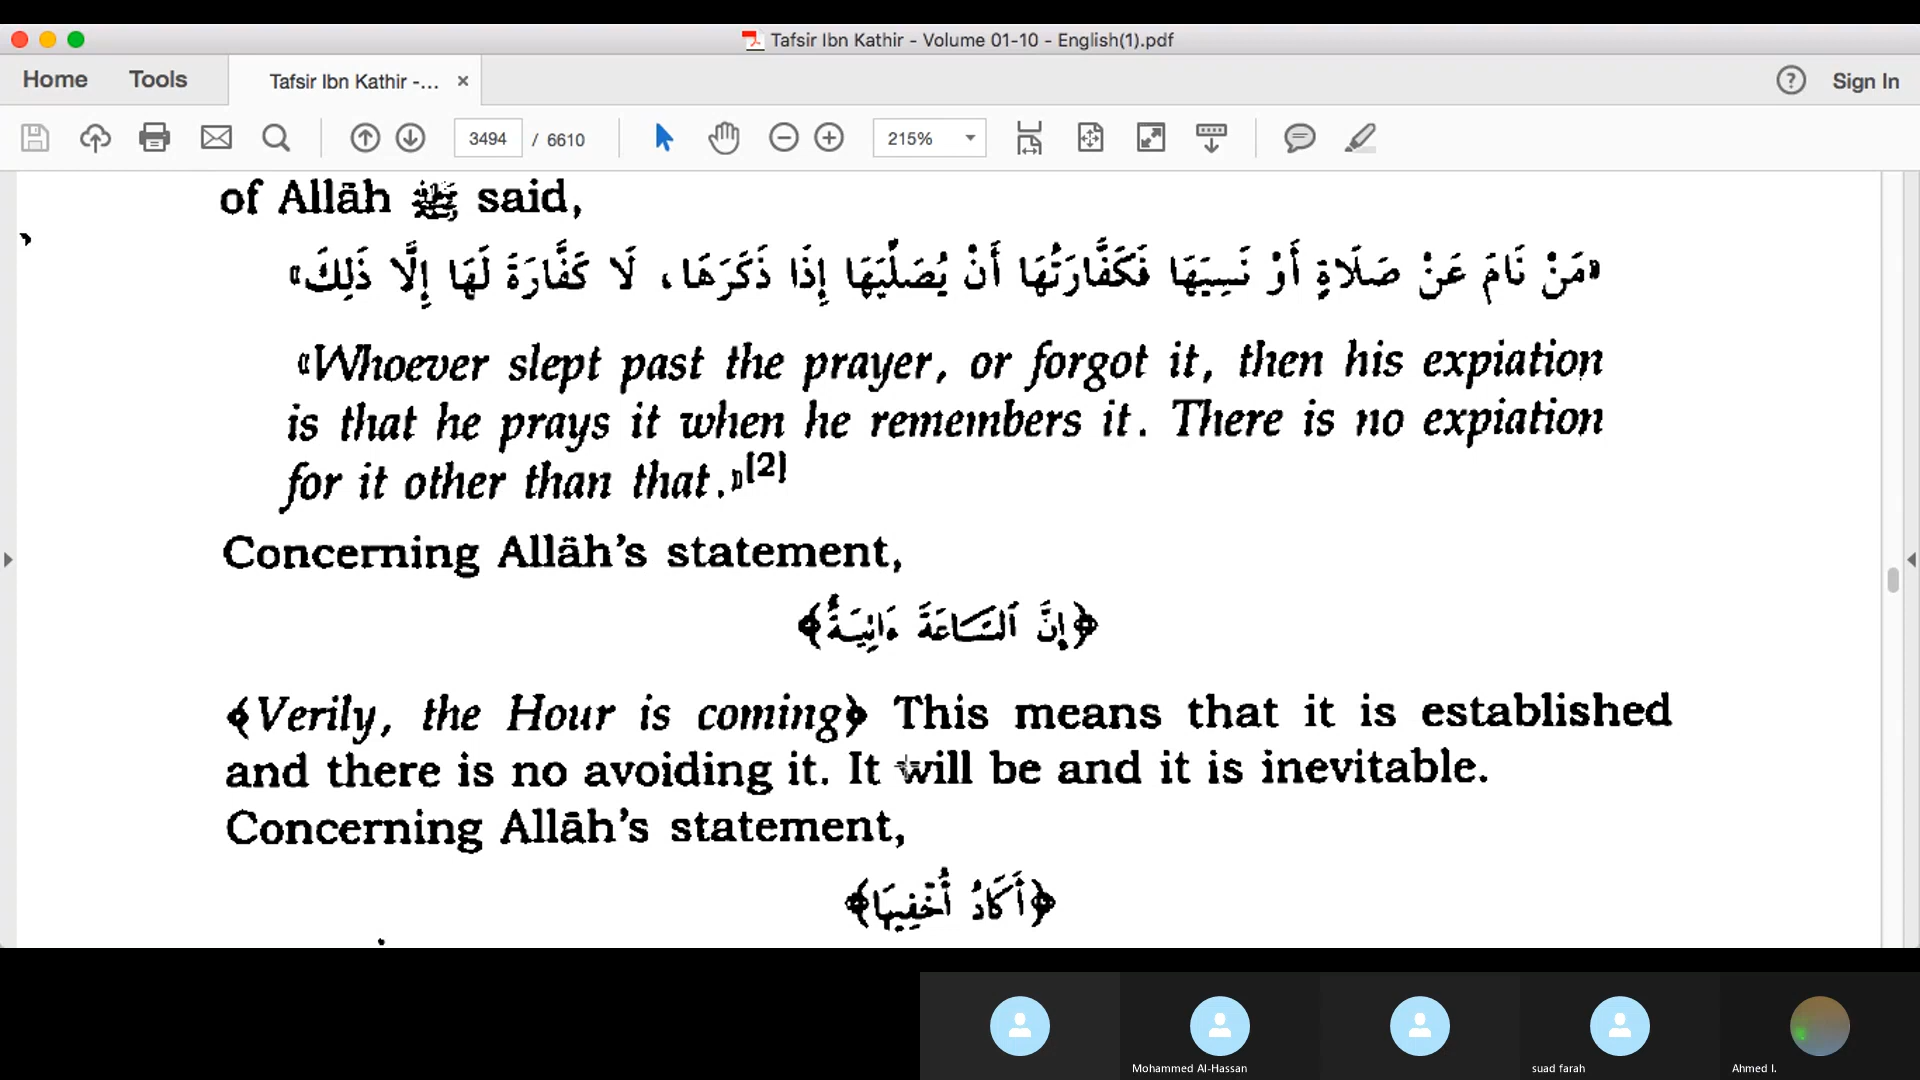 Tafsir Ibn Kathir - Volume 01-10 - English(1).pdf
Home Tools Tafsir Ibn Kathir -... × ? Sign In
3494 / 6610 215%
of Allāh ﷺ said,
«مَنْ نَامَ عَنْ صَلَاةٍ أَوْ نَسِيَهَا فَكَفَّارَتُهَا أَنْ يُصَلِّيَهَا إِذَا ذَكَرَهَا، لَا كَفَّارَةَ لَهَا إِلَّا ذَلِكَ»
«Whoever slept past the prayer, or forgot it, then his expiation
is that he prays it when he remembers it. There is no expiation
for it other than that.»[2]
Concerning Allāh's statement,
﴿إِنَّ ٱلسَّاعَةَ ءَاتِيَةٌ﴾
﴾Verily, the Hour is coming﴿ This means that it is established
and there is no avoiding it. It will be and it is inevitable.
Concerning Allāh's statement,
﴿أَكَادُ أُخْفِيهَا﴾
Mohammed Al-Hassan
suad farah
Ahmed I.